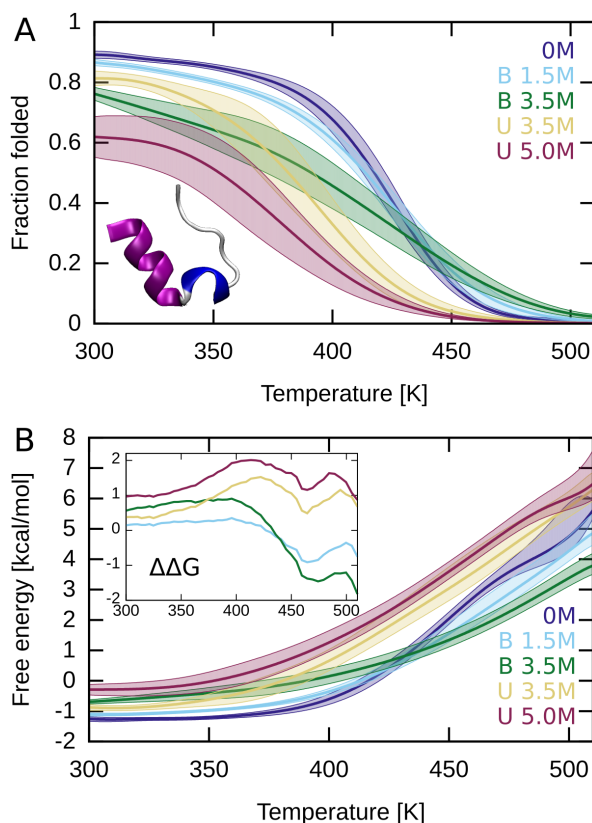 A
1
0.8
0.6
0.4
0.2
0
Fraction folded
0M
B 1.5M
B 3.5M
U 3.5M
U 5.0M
300 350 400 450 500
Temperature [K]
B
8
7
6
5
4
3
2
1
0
-1
-2
Free energy [kcal/mol]
2
1
0
-1
-2
ΔΔG
300 350 400 450 500
0M
B 1.5M
B 3.5M
U 3.5M
U 5.0M
300 350 400 450 500
Temperature [K]